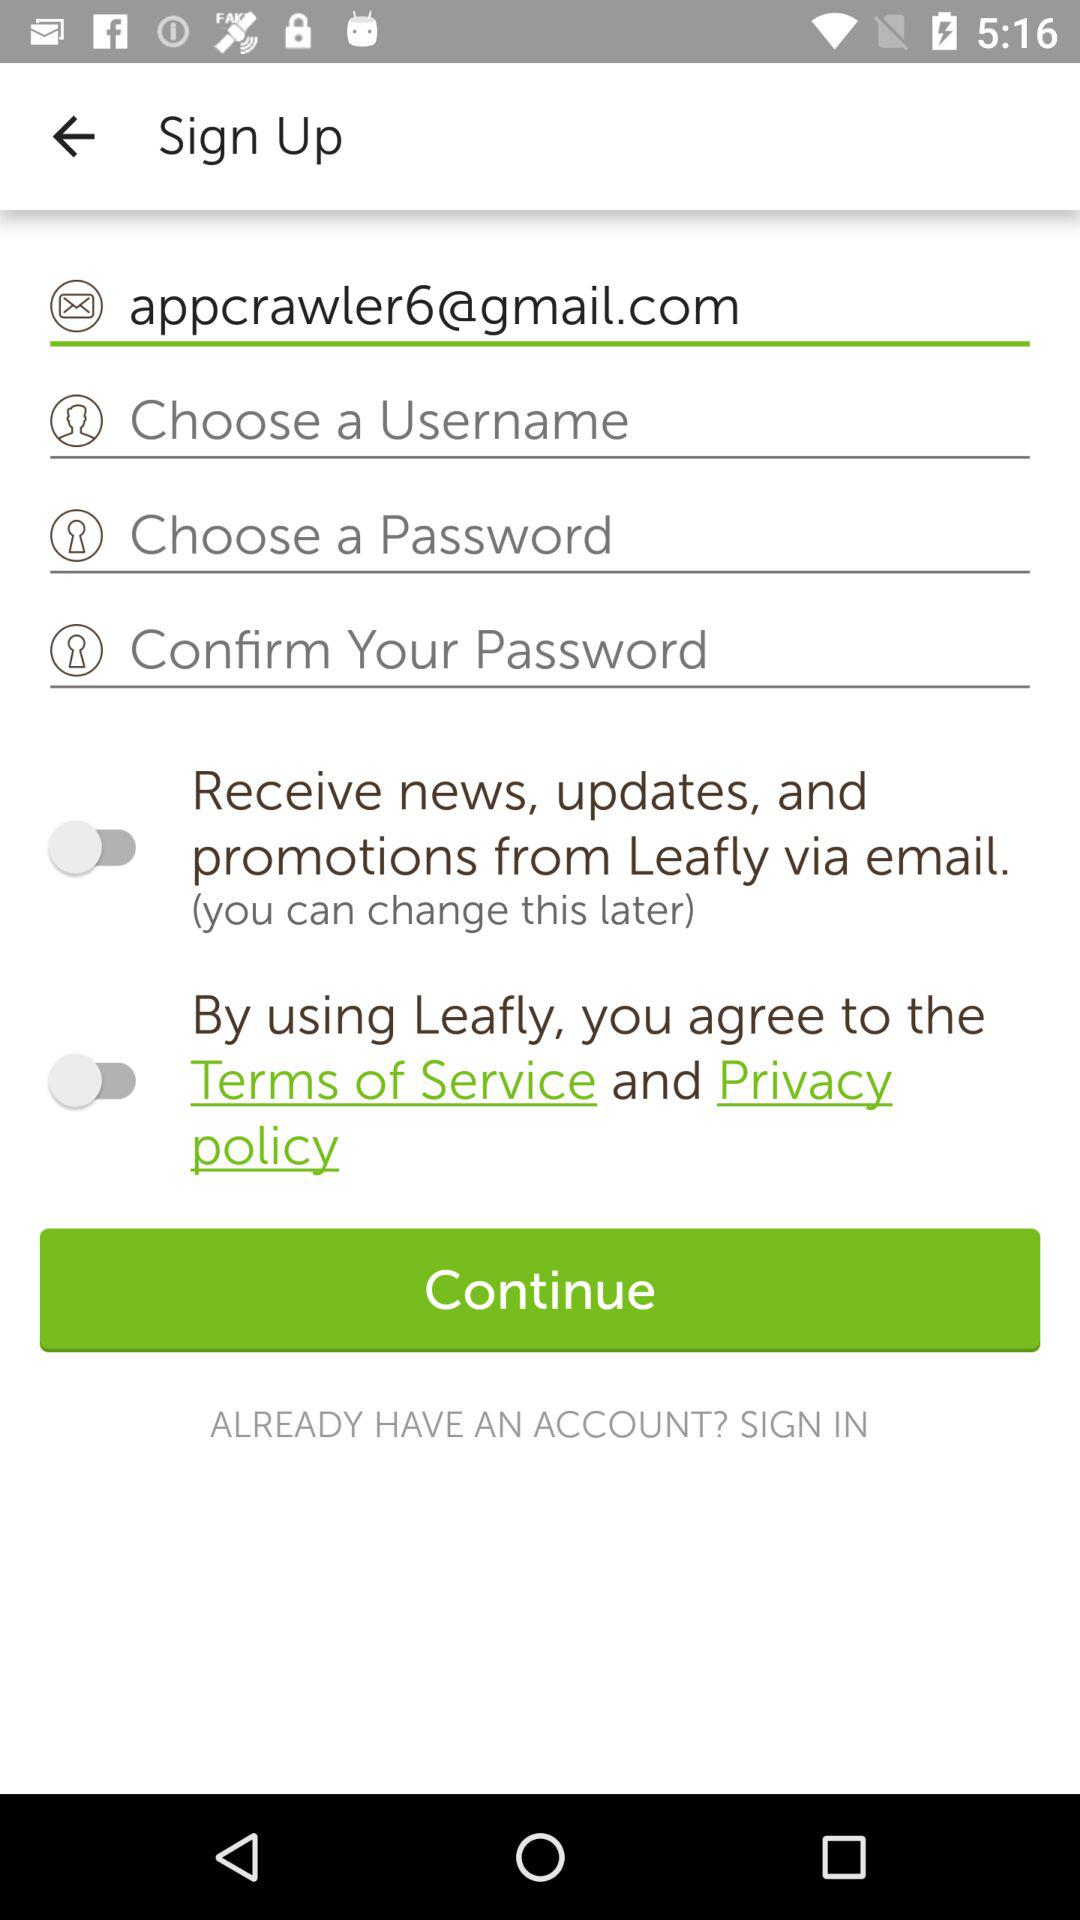 FAKE
5:16
Sign Up
appcrawler6@gmail.com
Choose a Username
Choose a Password
Confirm Your Password
Receive news, updates, and
promotions from Leafly via email.
(you can change this later)
By using Leafly, you agree to the
Terms of Service and Privacy
policy
Continue
ALREADY HAVE AN ACCOUNT? SIGN IN